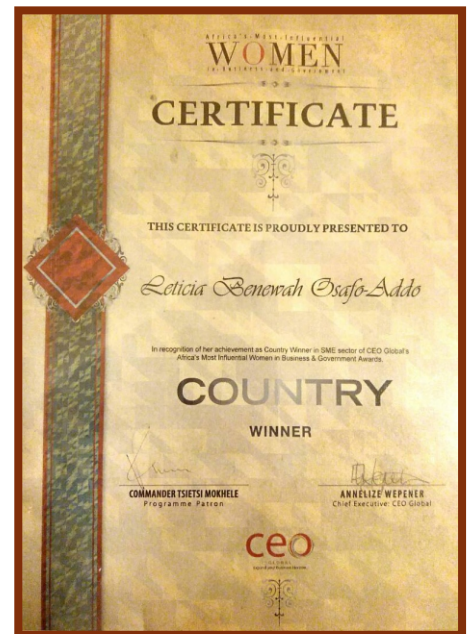 Africa's Most Influential
WOMEN
in Business and Government
CERTIFICATE
THIS CERTIFICATE IS PROUDLY PRESENTED TO
Leticia Benewah Osafo-Addo
In recognition of her achievement as Country Winner in SME sector of CEO Global's
Africa's Most Influential Women in Business & Government Awards.
COUNTRY
WINNER
COMMANDER TSIETSI MOKHELE
Programme Patron
ANNELIZE WEPENER
Chief Executive: CEO Global
ceo
GLOBAL